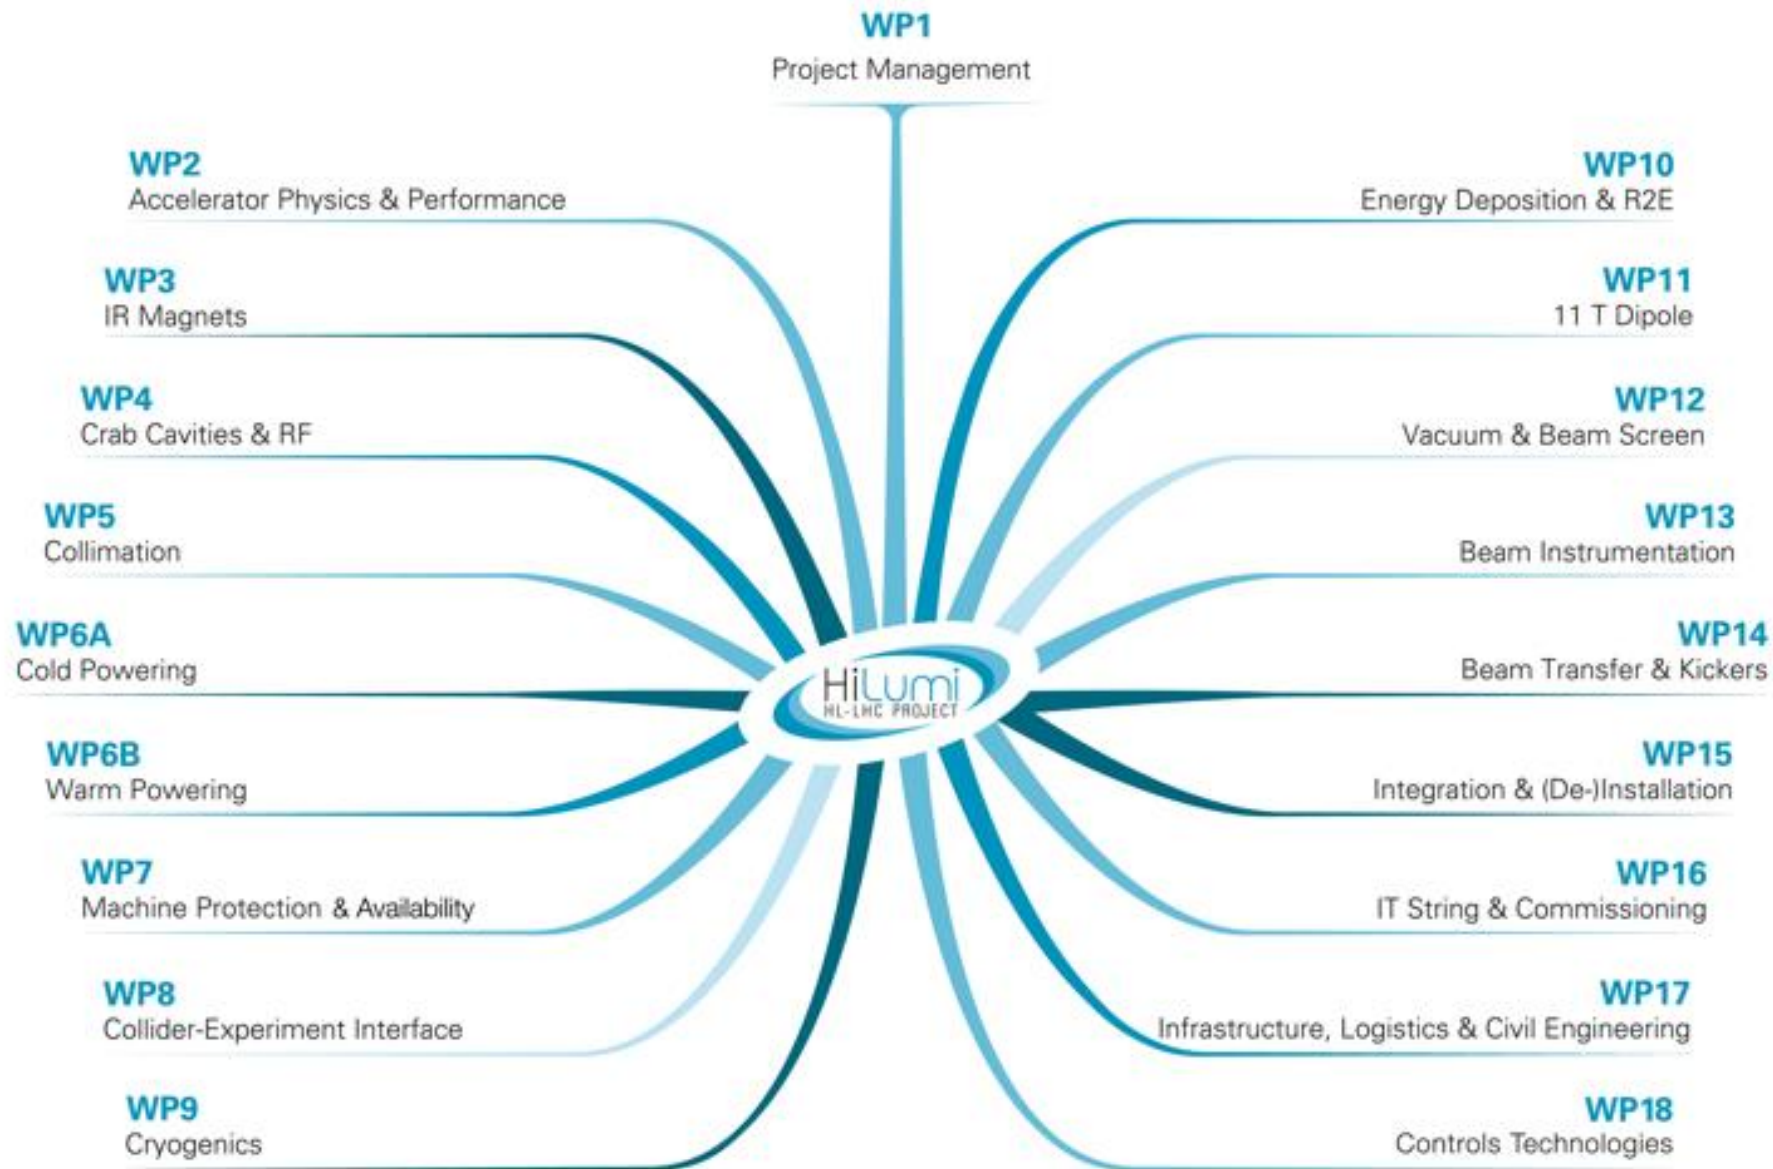 WP1
Project Management
WP2
Accelerator Physics & Performance
WP3
IR Magnets
WP4
Crab Cavities & RF
WP5
Collimation
WP6A
Cold Powering
WP6B
Warm Powering
WP7
Machine Protection & Availability
WP8
Collider-Experiment Interface
WP9
Cryogenics
HiLumi
HL-LHC PROJECT
WP10
Energy Deposition & R2E
WP11
11 T Dipole
WP12
Vacuum & Beam Screen
WP13
Beam Instrumentation
WP14
Beam Transfer & Kickers
WP15
Integration & (De-)Installation
WP16
IT String & Commissioning
WP17
Infrastructure, Logistics & Civil Engineering
WP18
Controls Technologies